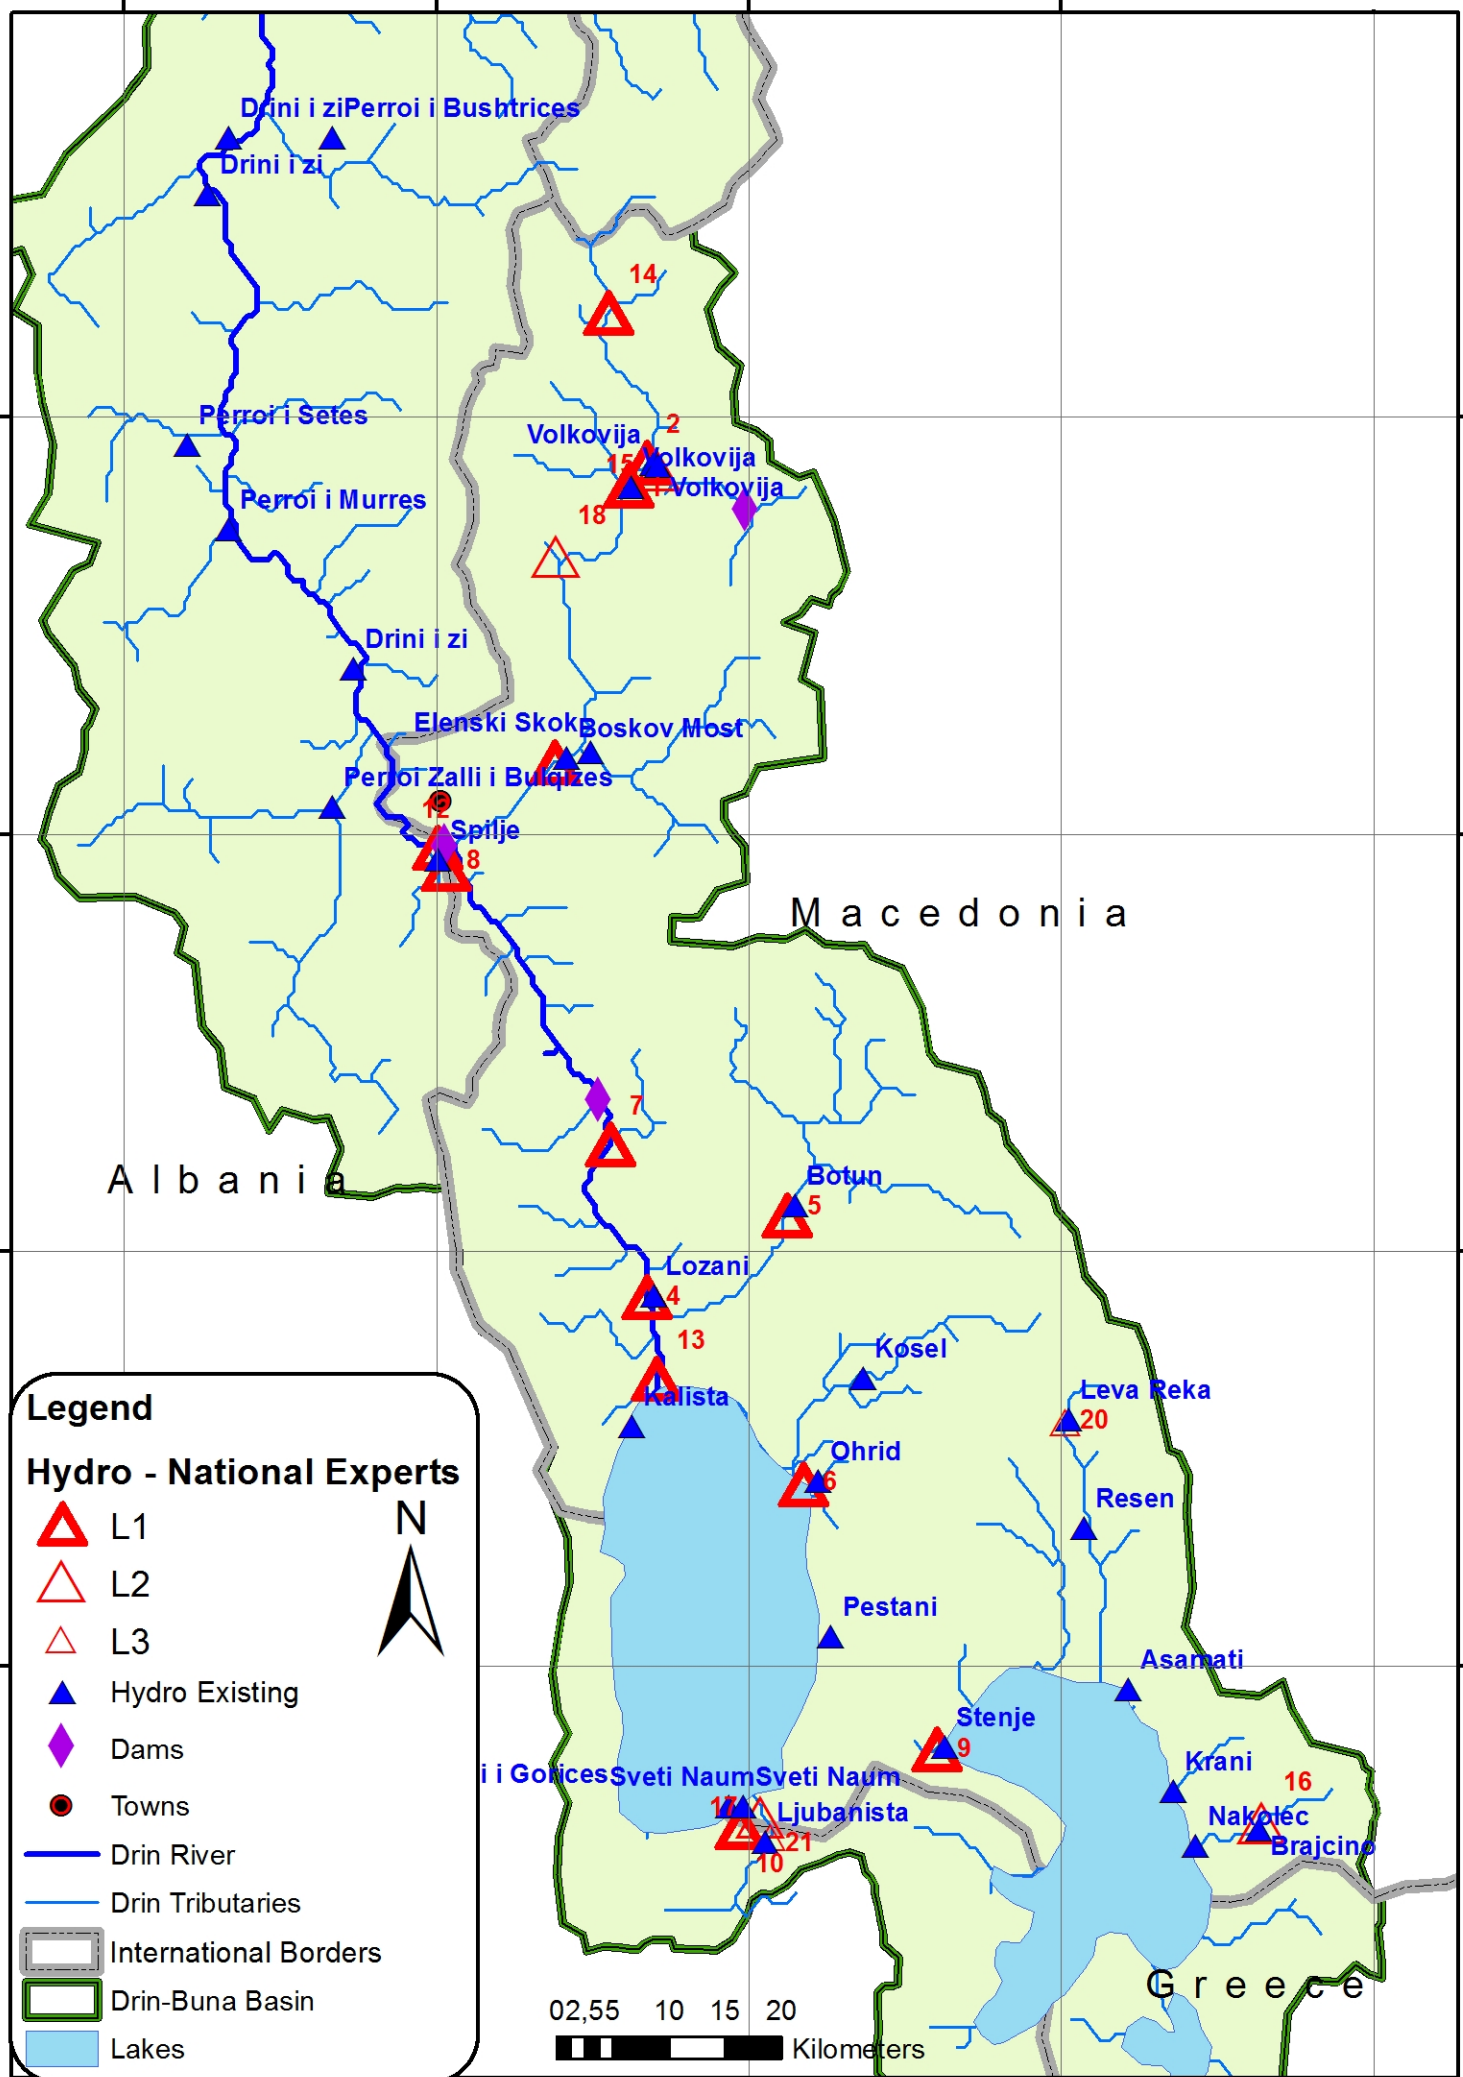 Drini i ziPerroi i Bushtrices
Drini i zi
14
Perroi i Setes
2
Volkovija
15
Volkovija
Volkovija
Perroi i Murres
18
Drini i zi
Elenski Skok
Boskov Most
Perroi Zalli i Bulqizes
12
Spilje
8
Macedonia
7
Albania
Botun
5
Lozani
4
13
Kosel
Kalista
Leva Reka
20
Ohrid
6
Resen
Pestani
Asamati
Stenje
9
Krani
i i Gorices
Sveti Naum
Sveti Naum
16
17
Ljubanista
Nakolec
21
Brajcino
10
Greece
Legend
Hydro - National Experts
N
L1
L2
L3
Hydro Existing
Dams
Towns
Drin River
Drin Tributaries
International Borders
Drin-Buna Basin
Lakes
02,55 10 15 20
Kilometers